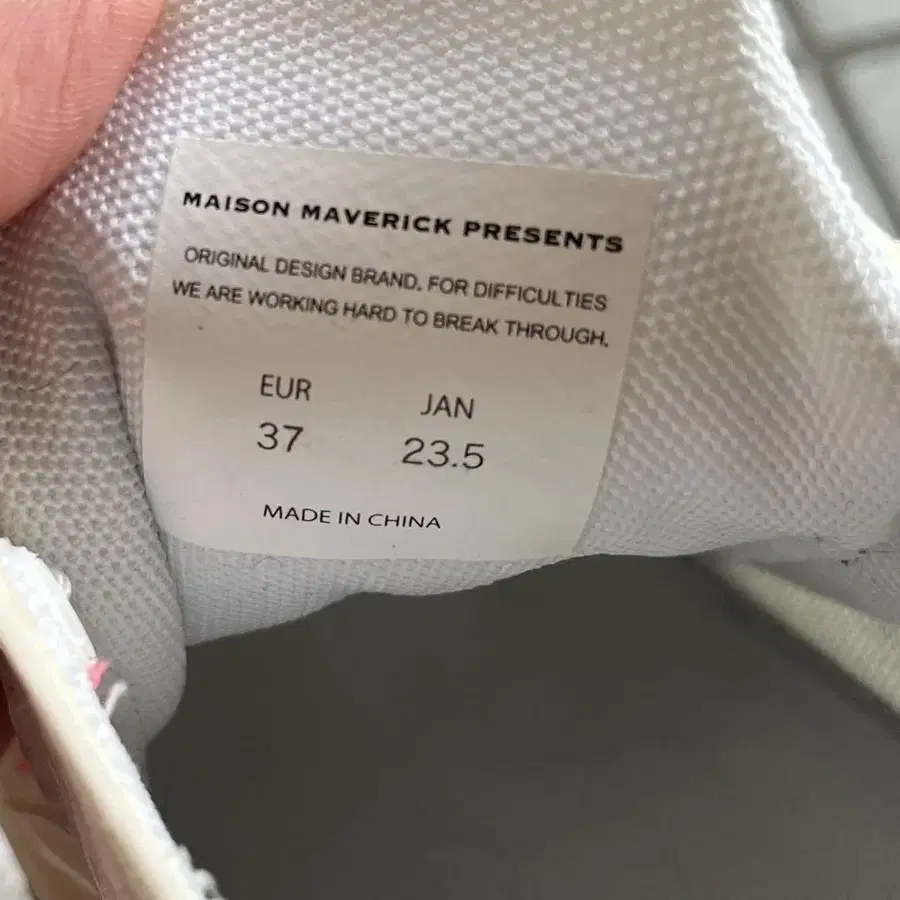 MAISON MAVERICK PRESENTS
ORIGINAL DESIGN BRAND. FOR DIFFICULTIES
WE ARE WORKING HARD TO BREAK THROUGH.
EUR JAN
37 23.5
MADE IN CHINA